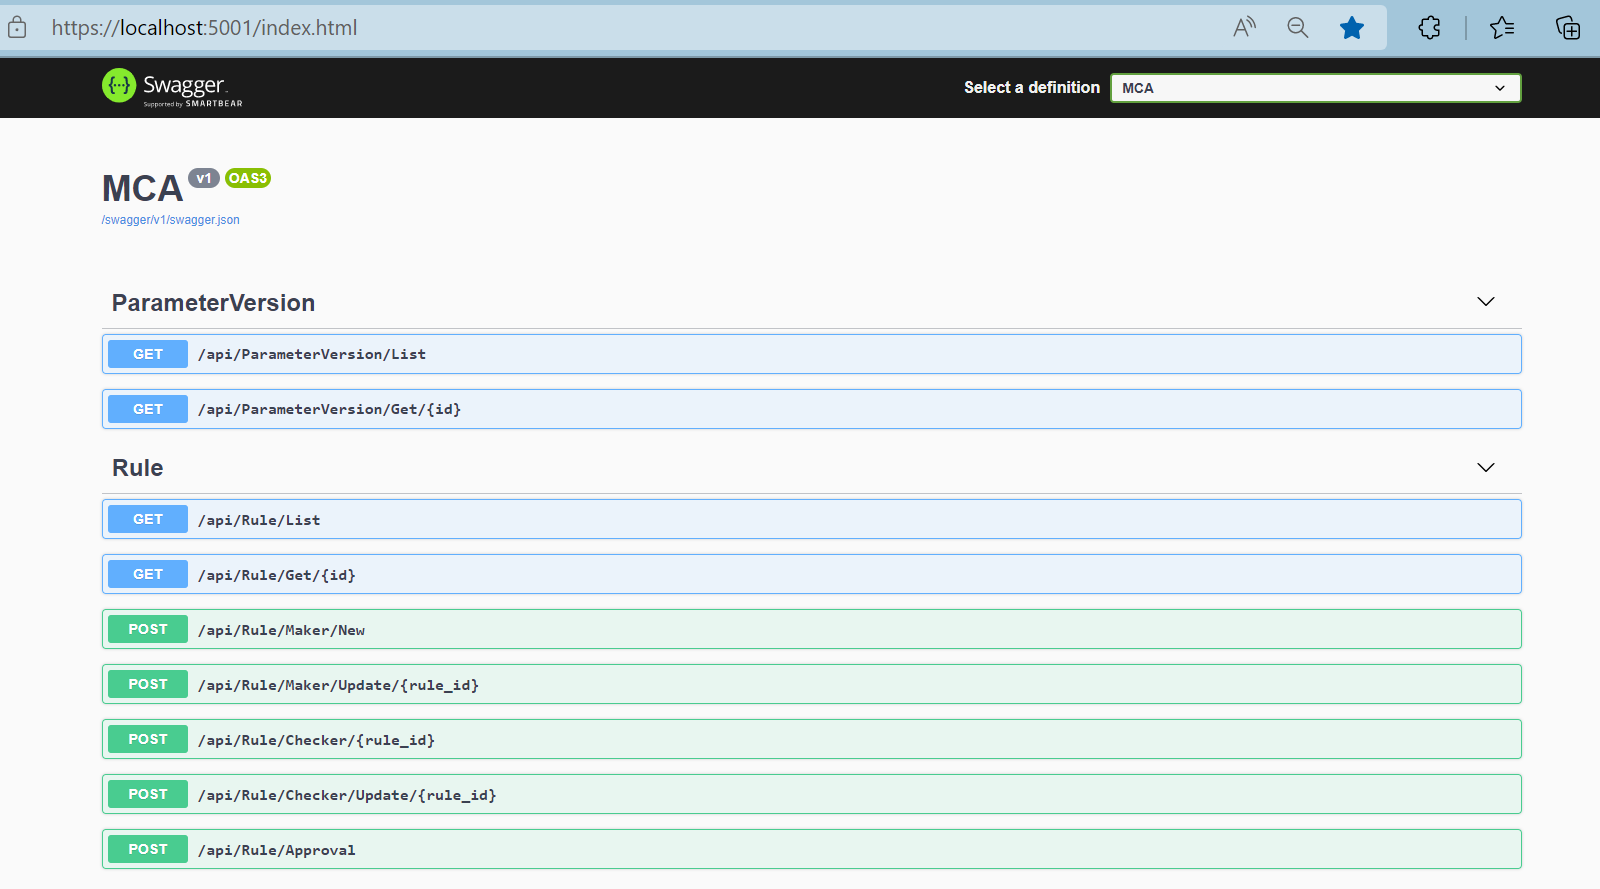 https://localhost:5001/index.html
Swagger
Supported by SMARTBEAR
Select a definition
MCA
MCA v1 OAS3
/swagger/v1/swagger.json
ParameterVersion
GET /api/ParameterVersion/List
GET /api/ParameterVersion/Get/{id}
Rule
GET /api/Rule/List
GET /api/Rule/Get/{id}
POST /api/Rule/Maker/New
POST /api/Rule/Maker/Update/{rule_id}
POST /api/Rule/Checker/{rule_id}
POST /api/Rule/Checker/Update/{rule_id}
POST /api/Rule/Approval